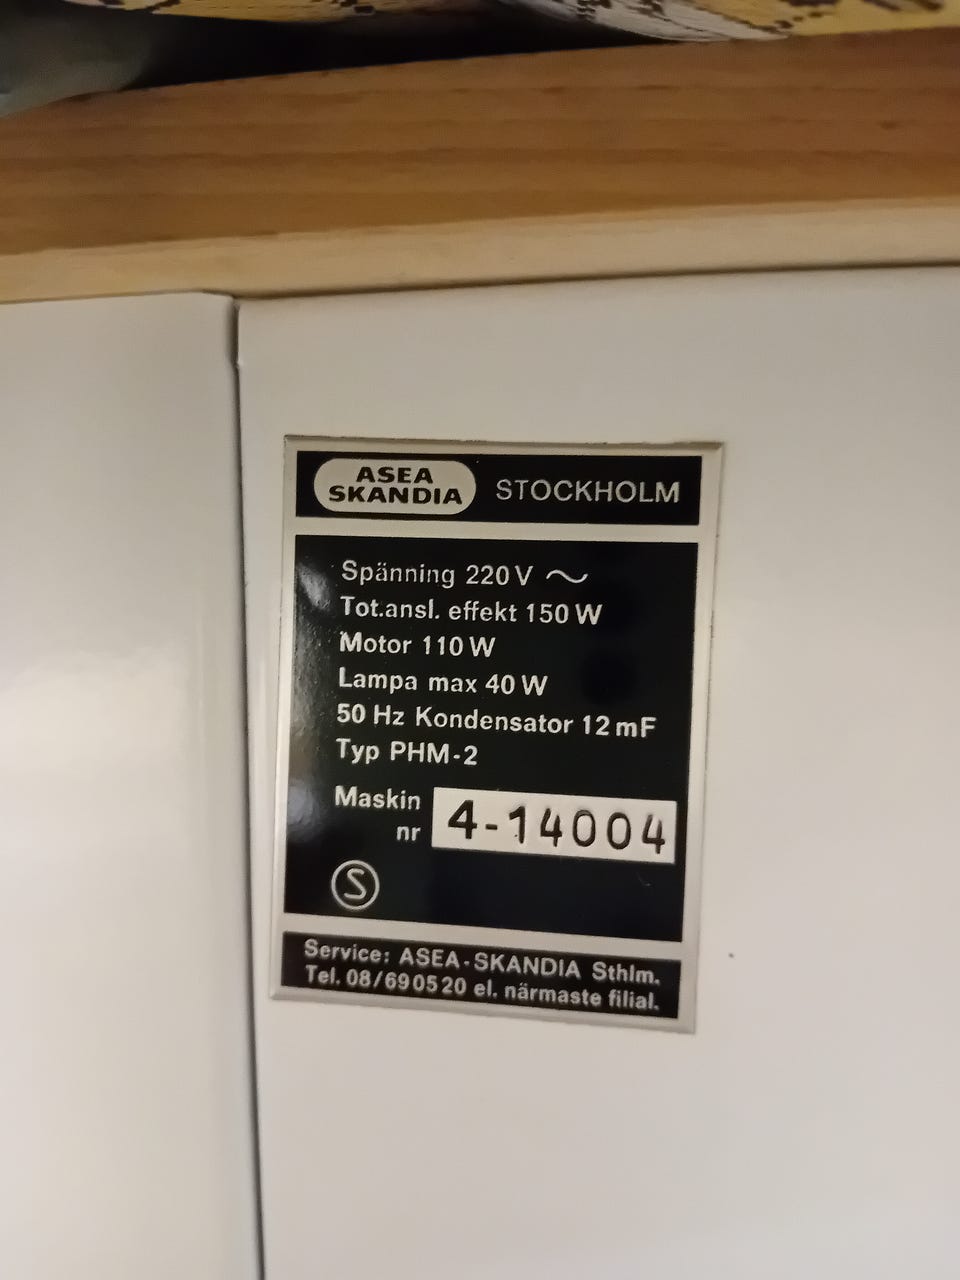 ASEA
SKANDIA
STOCKHOLM
Spänning 220 V ~
Tot.ansl. effekt 150 W
Motor 110 W
Lampa max 40 W
50 Hz Kondensator 12 mF
Typ PHM-2
Maskin
nr
4-14004
S
Service: ASEA-SKANDIA Sthlm.
Tel. 08/690520 el. närmaste filial.